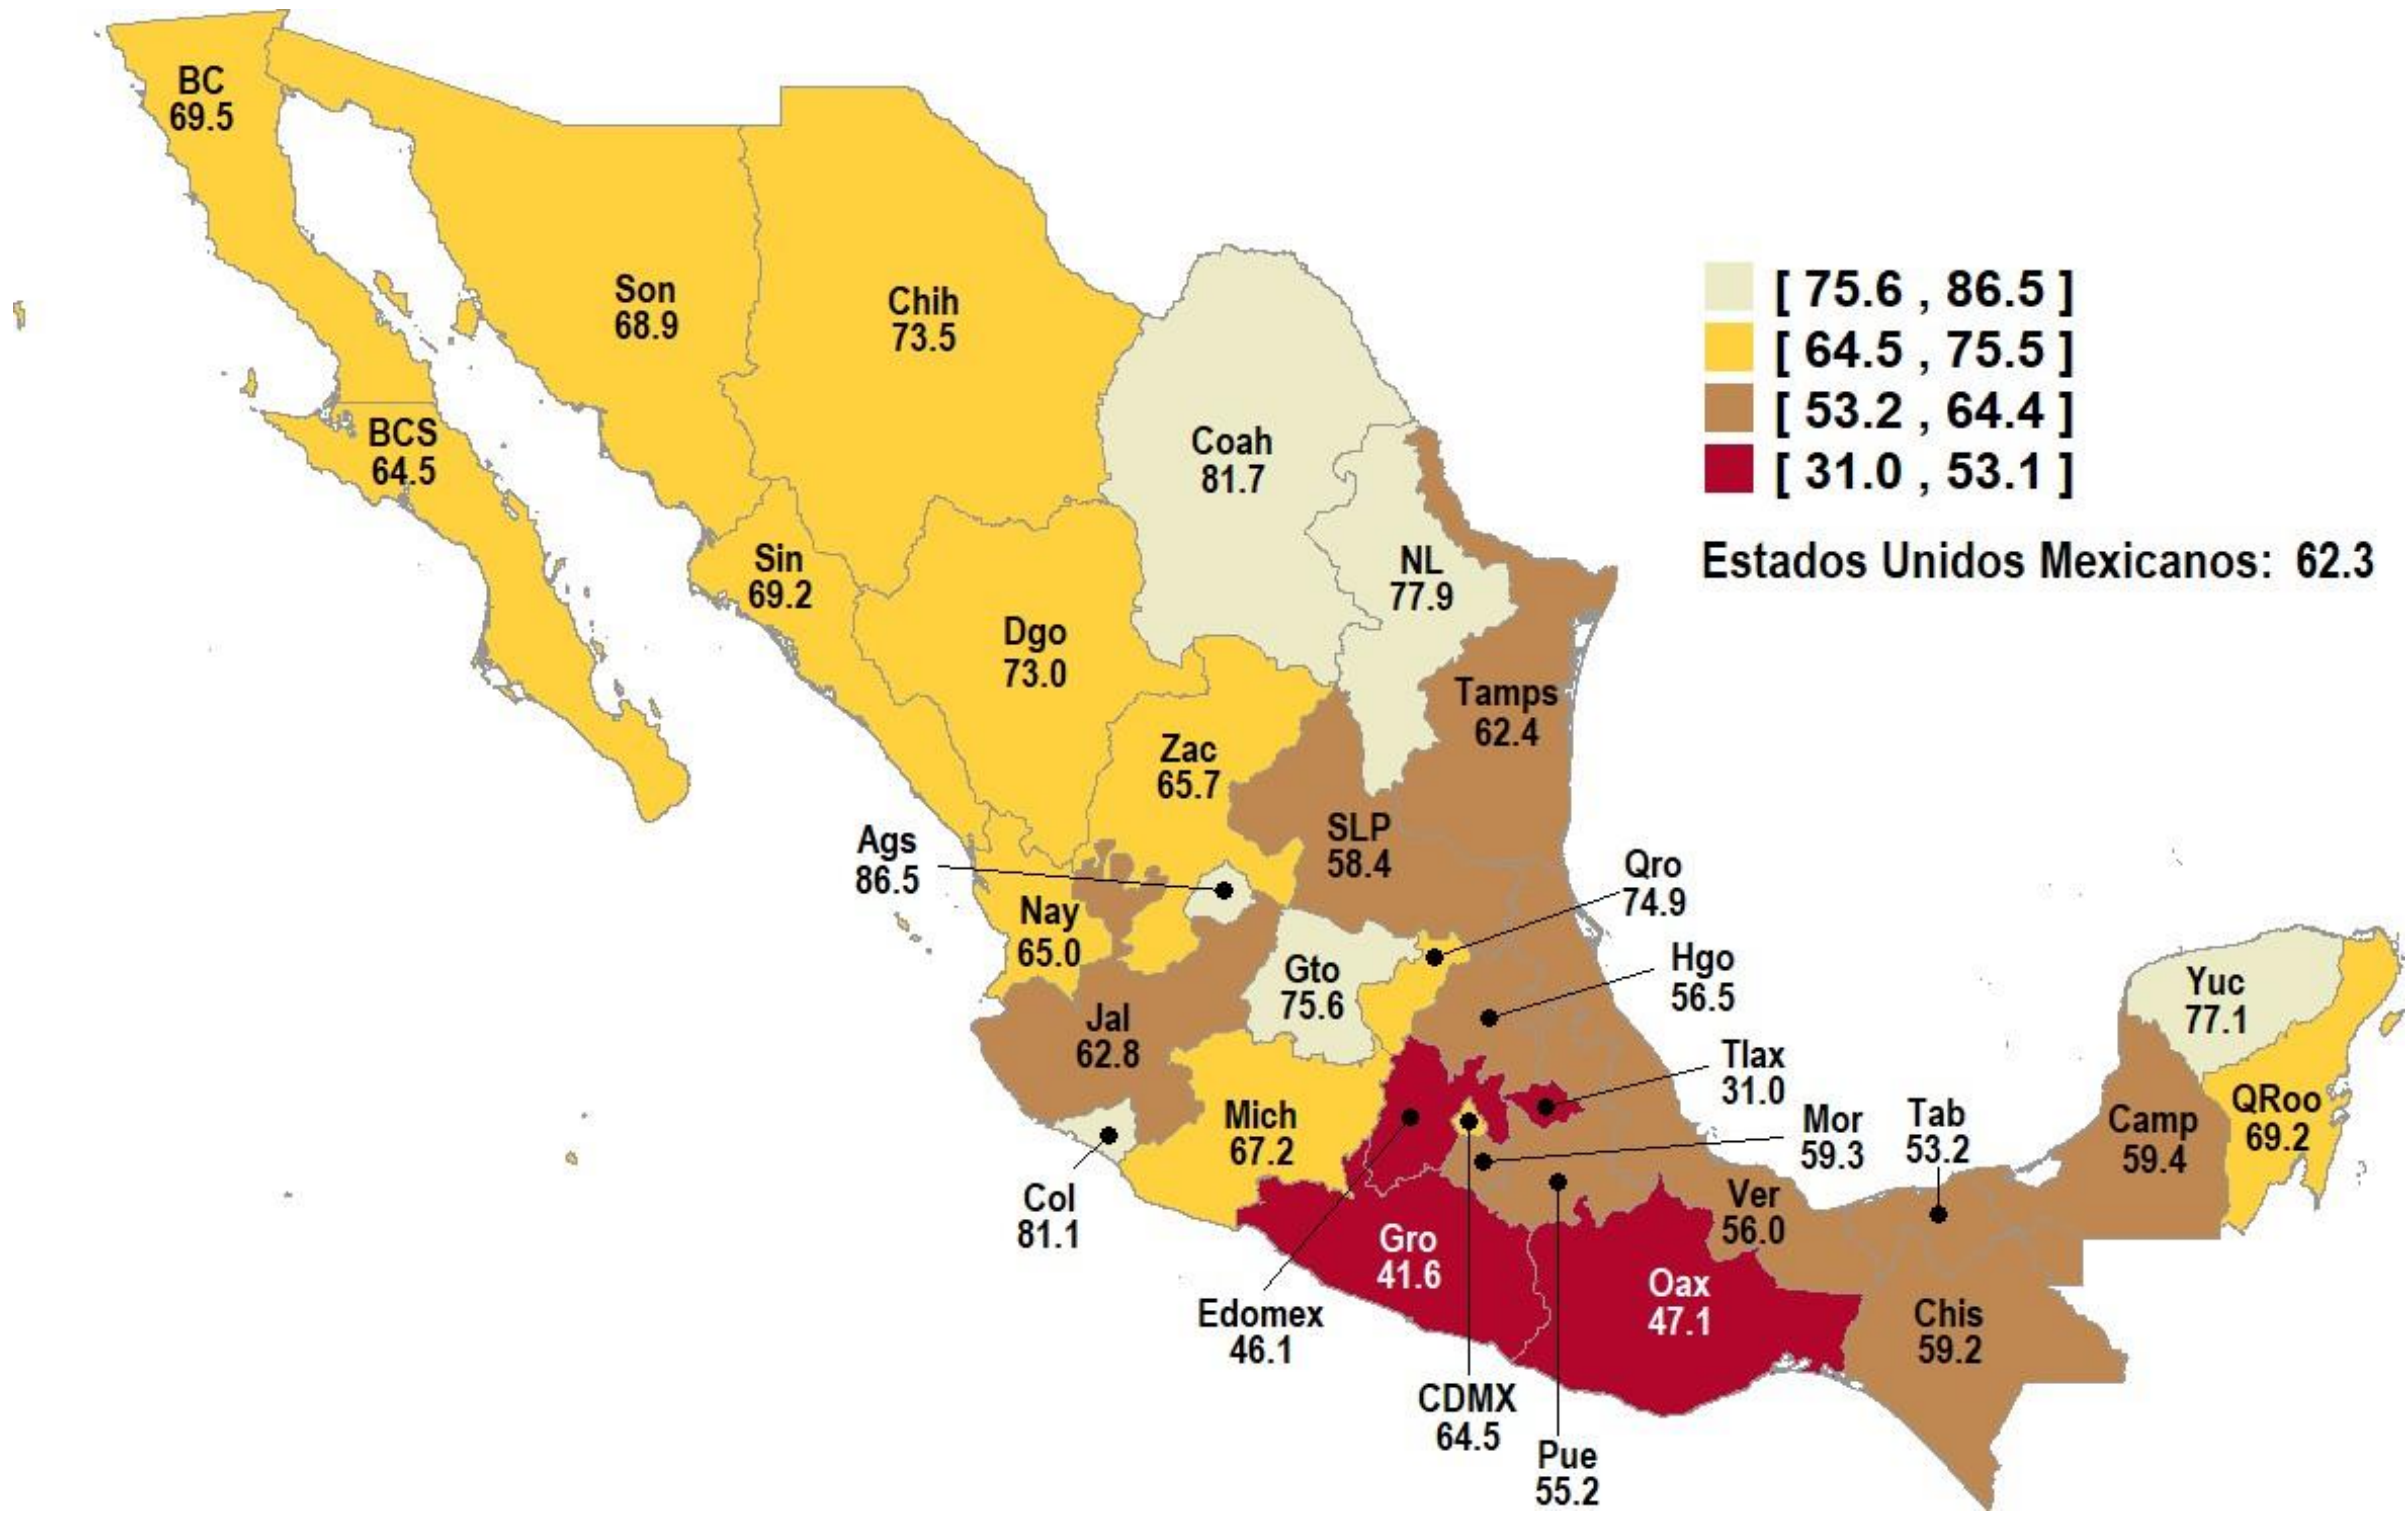 BC
69.5
Son
68.9
Chih
73.5
[ 75.6 , 86.5 ]
[ 64.5 , 75.5 ]
[ 53.2 , 64.4 ]
[ 31.0 , 53.1 ]
Estados Unidos Mexicanos: 62.3
BCS
64.5
Coah
81.7
Sin
69.2
NL
77.9
Dgo
73.0
Tamps
62.4
Zac
65.7
Ags
86.5
SLP
58.4
Qro
74.9
Nay
65.0
Gto
75.6
Hgo
56.5
Yuc
77.1
Jal
62.8
Tlax
31.0
Mich
67.2
Mor
59.3
Tab
53.2
Camp
59.4
QRoo
69.2
Col
81.1
Ver
56.0
Gro
41.6
Oax
47.1
Edomex
46.1
Chis
59.2
CDMX
64.5
Pue
55.2